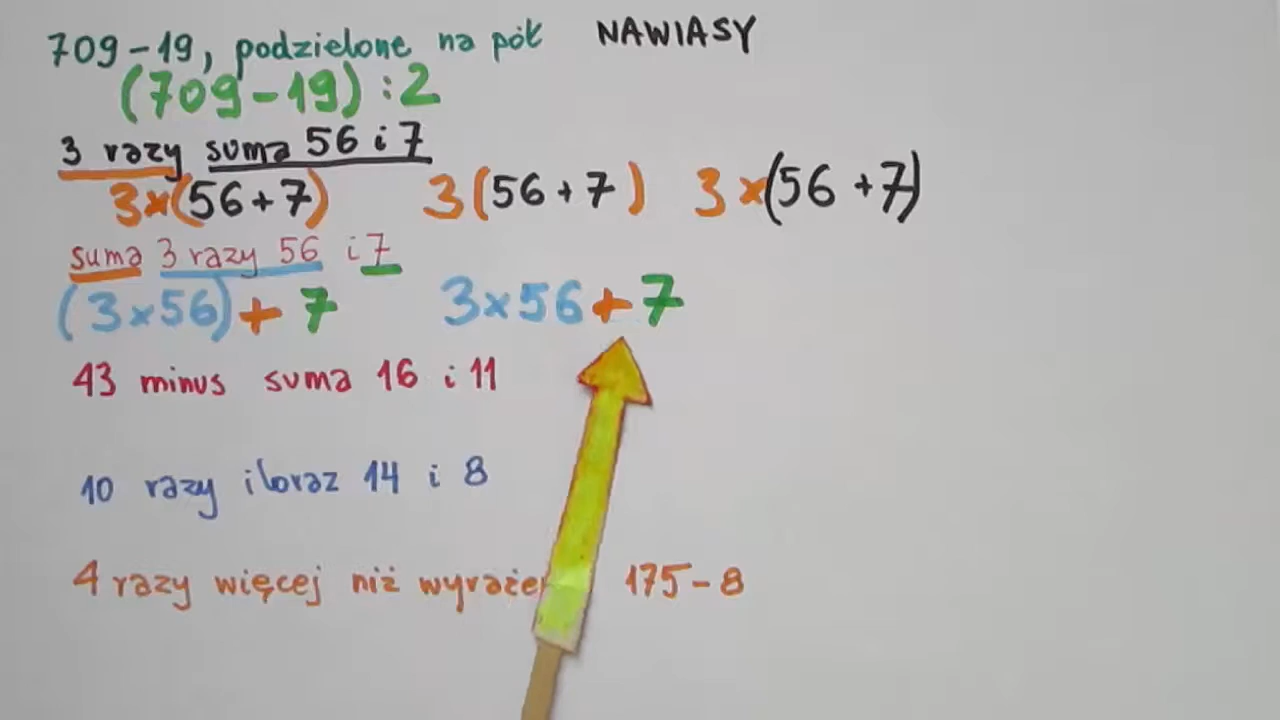 709-19, podzielone na pół NAWIASY
(709-19):2
3 razy suma 56 i 7
3×(56+7) 3(56+7) 3×(56+7)
suma 3 razy 56 i 7
(3×56)+7 3×56+7
43 minus suma 16 i 11
10 razy iloraz 14 i 8
4 razy więcej niż 175-8